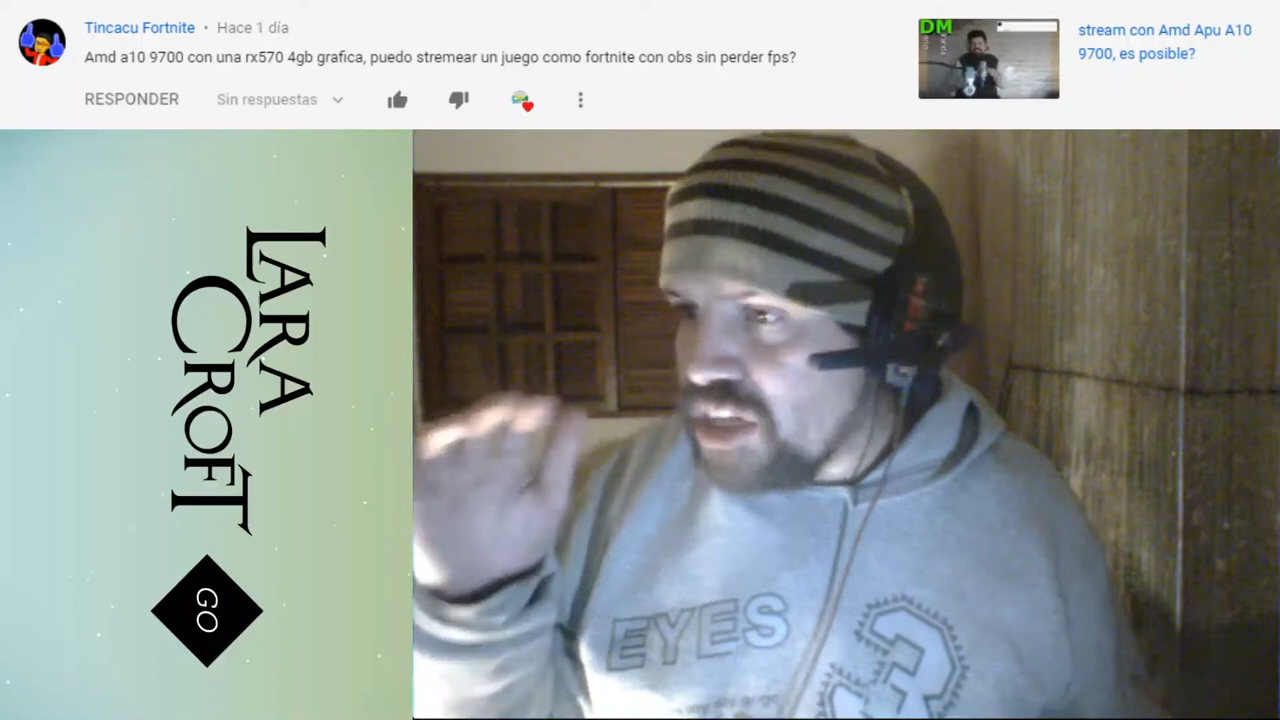 Tincacu Fortnite • Hace 1 día
Amd a10 9700 con una rx570 4gb grafica, puedo stremear un juego como fortnite con obs sin perder fps?
RESPONDER Sin respuestas
DM
stream con Amd Apu A10
9700, es posible?
LARA
CROFT
GO
EYES